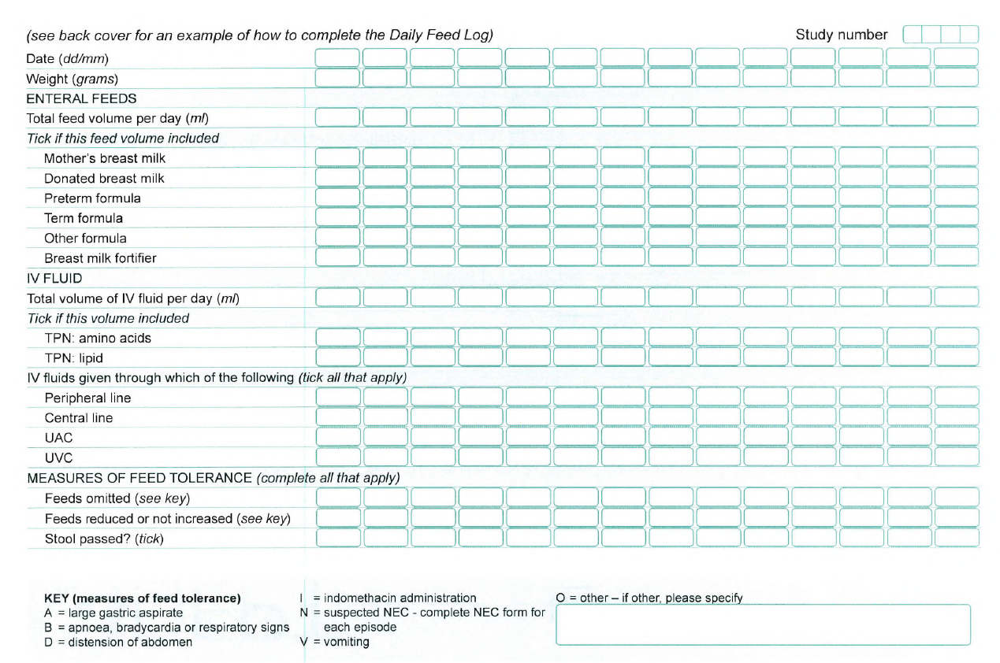 (see back cover for an example of how to complete the Daily Feed Log) Study number
Date (dd/mm)
Weight (grams)
ENTERAL FEEDS
Total feed volume per day (ml)
Tick if this feed volume included
Mother's breast milk
Donated breast milk
Preterm formula
Term formula
Other formula
Breast milk fortifier
IV FLUID
Total volume of IV fluid per day (ml)
Tick if this volume included
TPN: amino acids
TPN: lipid
IV fluids given through which of the following (tick all that apply)
Peripheral line
Central line
UAC
UVC
MEASURES OF FEED TOLERANCE (complete all that apply)
Feeds omitted (see key)
Feeds reduced or not increased (see key)
Stool passed? (tick)
KEY (measures of feed tolerance)
A = large gastric aspirate
B = apnoea, bradycardia or respiratory signs
D = distension of abdomen
I = indomethacin administration
N = suspected NEC - complete NEC form for
each episode
V = vomiting
O = other – if other, please specify